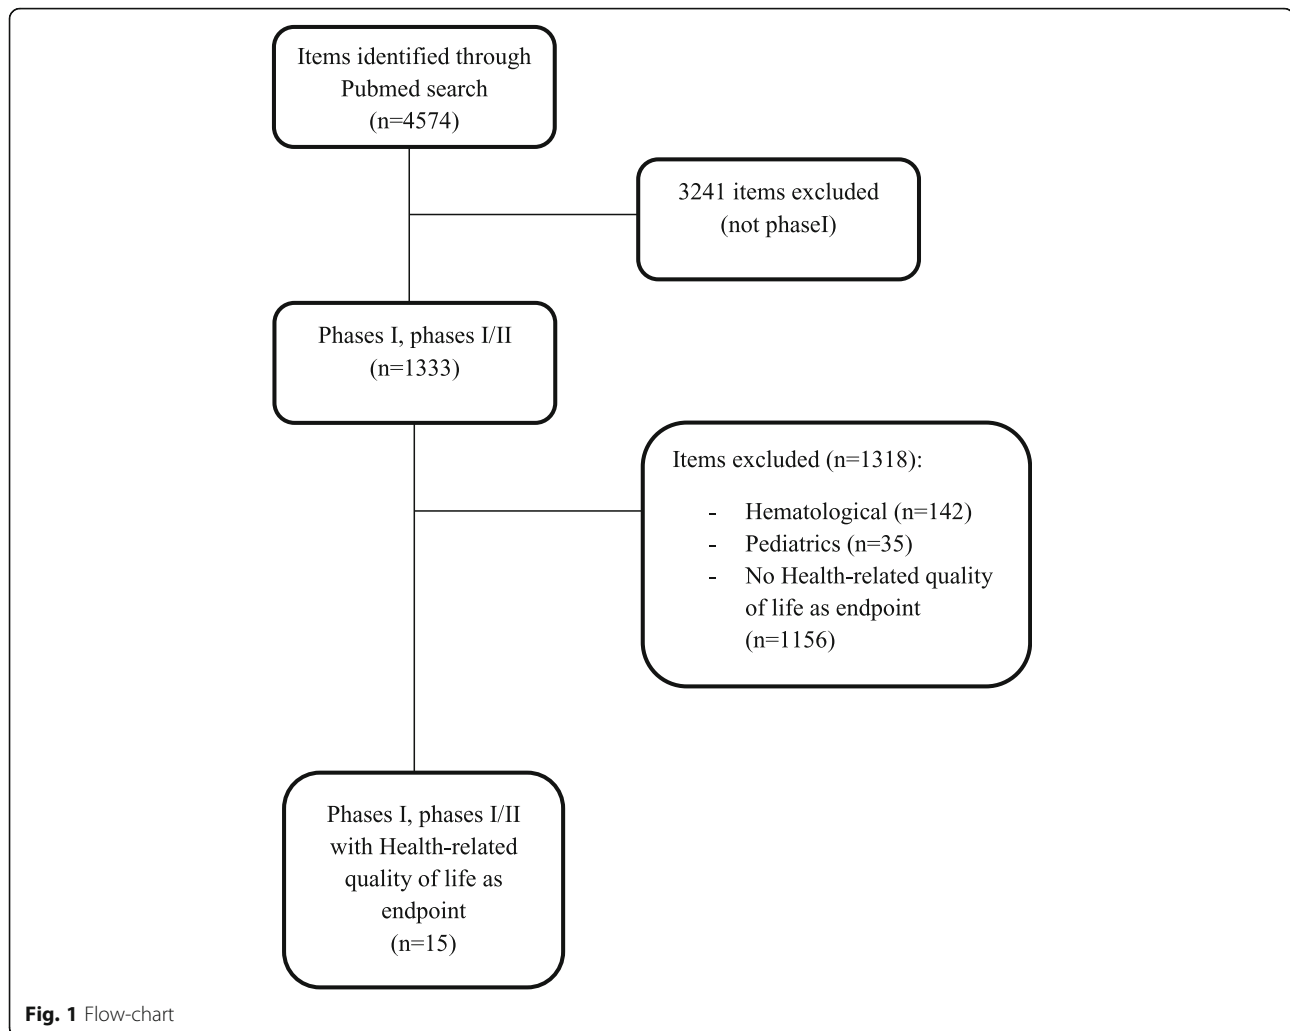 Items identified through
Pubmed search
(n=4574)
3241 items excluded
(not phaseI)
Phases I, phases I/II
(n=1333)
Items excluded (n=1318):
- Hematological (n=142)
- Pediatrics (n=35)
- No Health-related quality
of life as endpoint
(n=1156)
Phases I, phases I/II
with Health-related
quality of life as
endpoint
(n=15)
Fig. 1 Flow-chart